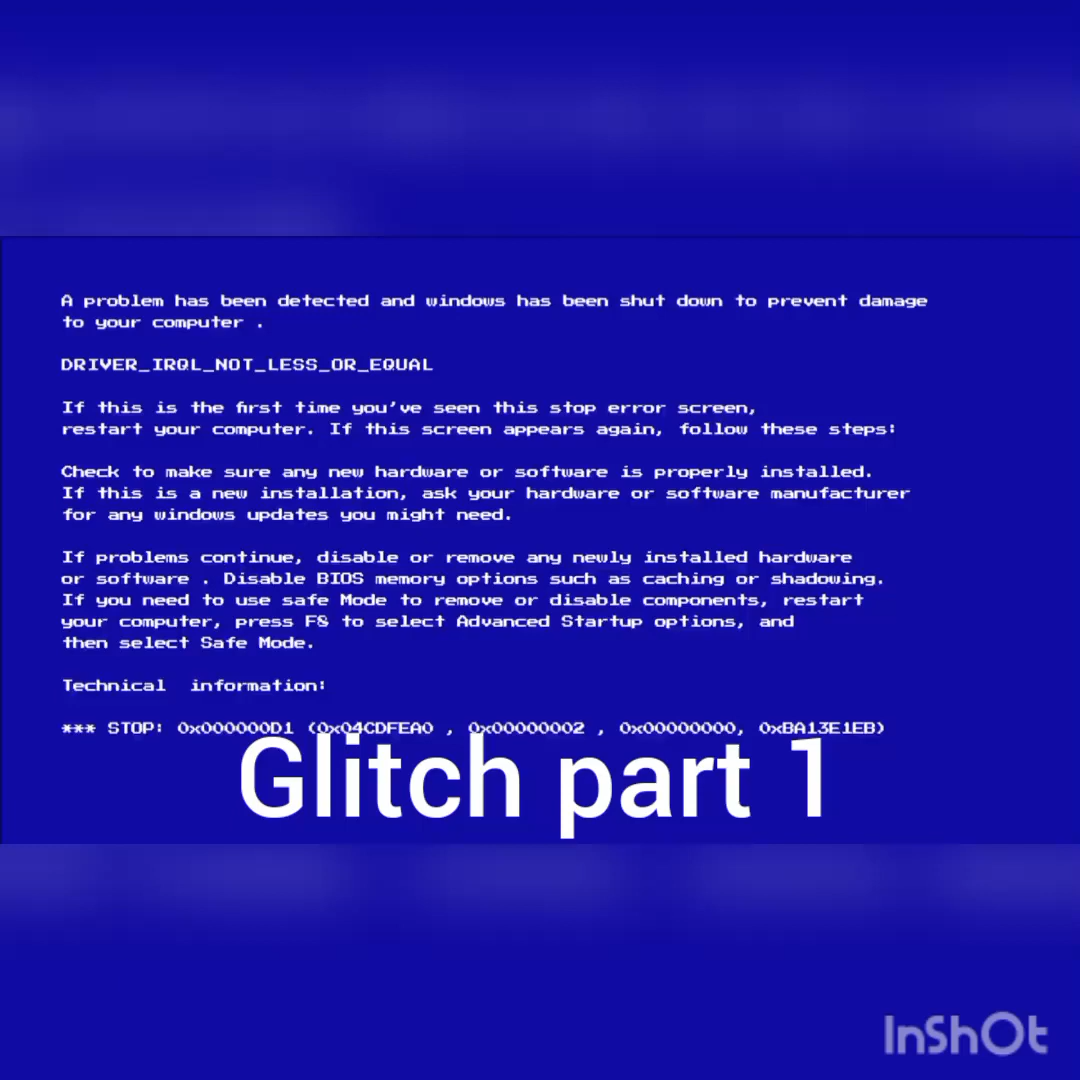 A problem has been detected and windows has been shut down to prevent damage
to your computer .
DRIVER_IRQL_NOT_LESS_OR_EQUAL
If this is the first time you've seen this stop error screen,
restart your computer. If this screen appears again, follow these steps:
Check to make sure any new hardware or software is properly installed.
If this is a new installation, ask your hardware or software manufacturer
for any windows updates you might need.
If problems continue, disable or remove any newly installed hardware
or software . Disable BIOS memory options such as caching or shadowing.
If you need to use safe Mode to remove or disable components, restart
your computer, press F8 to select Advanced Startup options, and
then select Safe Mode.
Technical information:
*** STOP: 0x000000D1 (0x04CDFEA0 , 0x00000002 , 0x00000000, 0xBA13E1EB)
Glitch part 1
InShOt